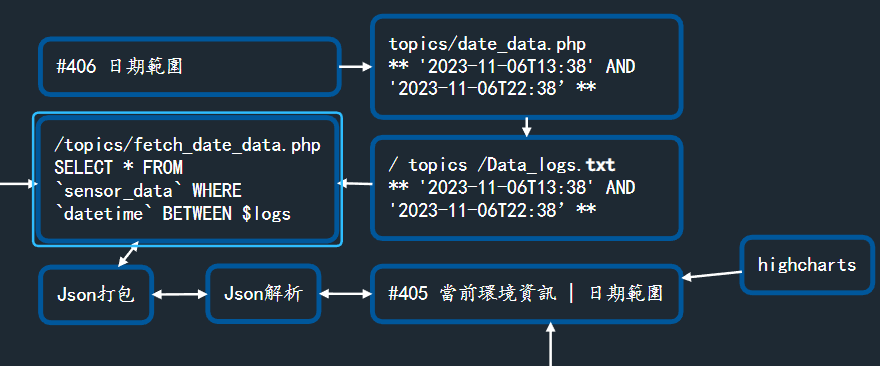 #406 日期範圍
topics/date_data.php
** '2023-11-06T13:38' AND
'2023-11-06T22:38’ **
/topics/fetch_date_data.php
SELECT * FROM
`sensor_data` WHERE
`datetime` BETWEEN $logs
/ topics /Data_logs.txt
** '2023-11-06T13:38' AND
'2023-11-06T22:38’ **
Json打包
Json解析
#405 當前環境資訊 | 日期範圍
highcharts